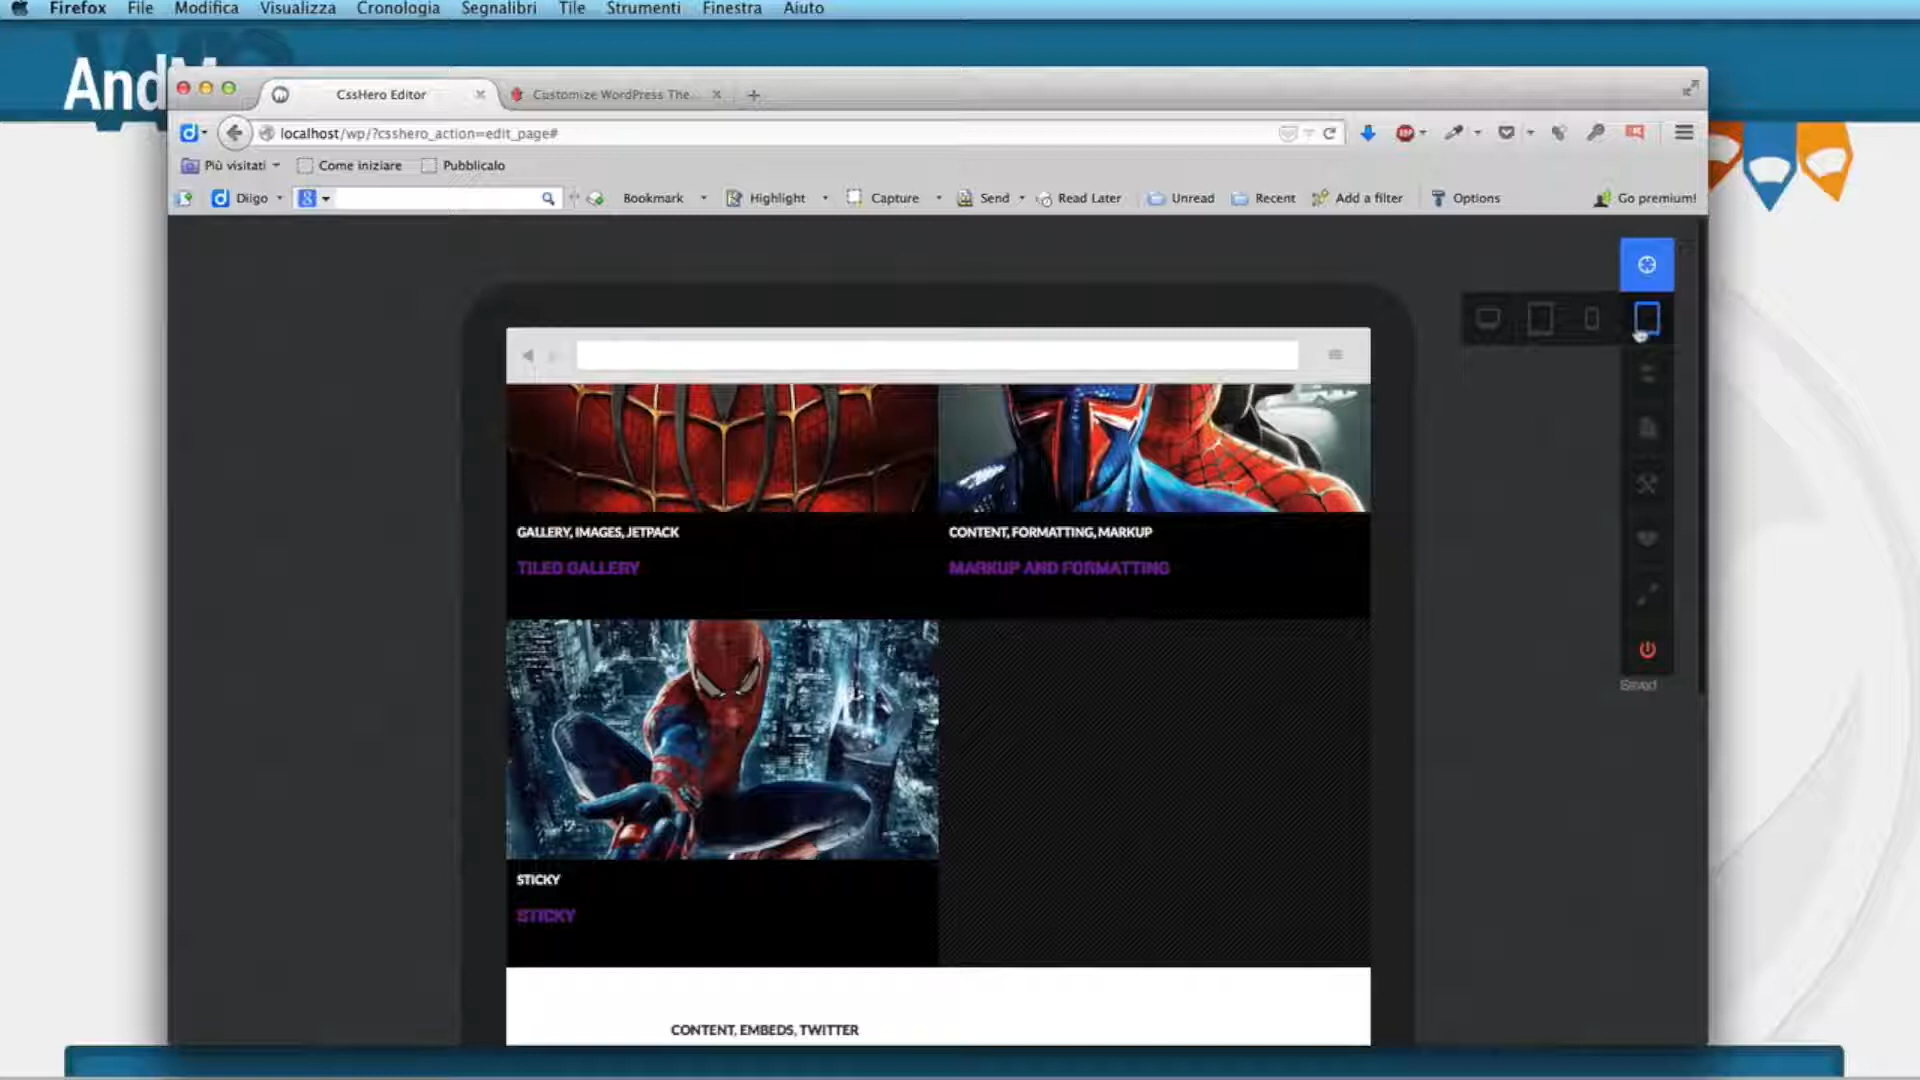 Firefox File Modifica Visualizza Cronologia Segnalibri Tile Strumenti Finestra Aiuto
CssHero Editor Customize WordPress The...
localhost/wp/?csshero_action=edit_page#
Più visitati Come iniziare Pubblicalo
Diigo Bookmark Highlight Capture Send Read Later Unread Recent Add a filter Options Go premium!
GALLERY, IMAGES, JETPACK
TILED GALLERY
CONTENT, FORMATTING, MARKUP
MARKUP AND FORMATTING
Saved
STICKY
STICKY
CONTENT, EMBEDS, TWITTER